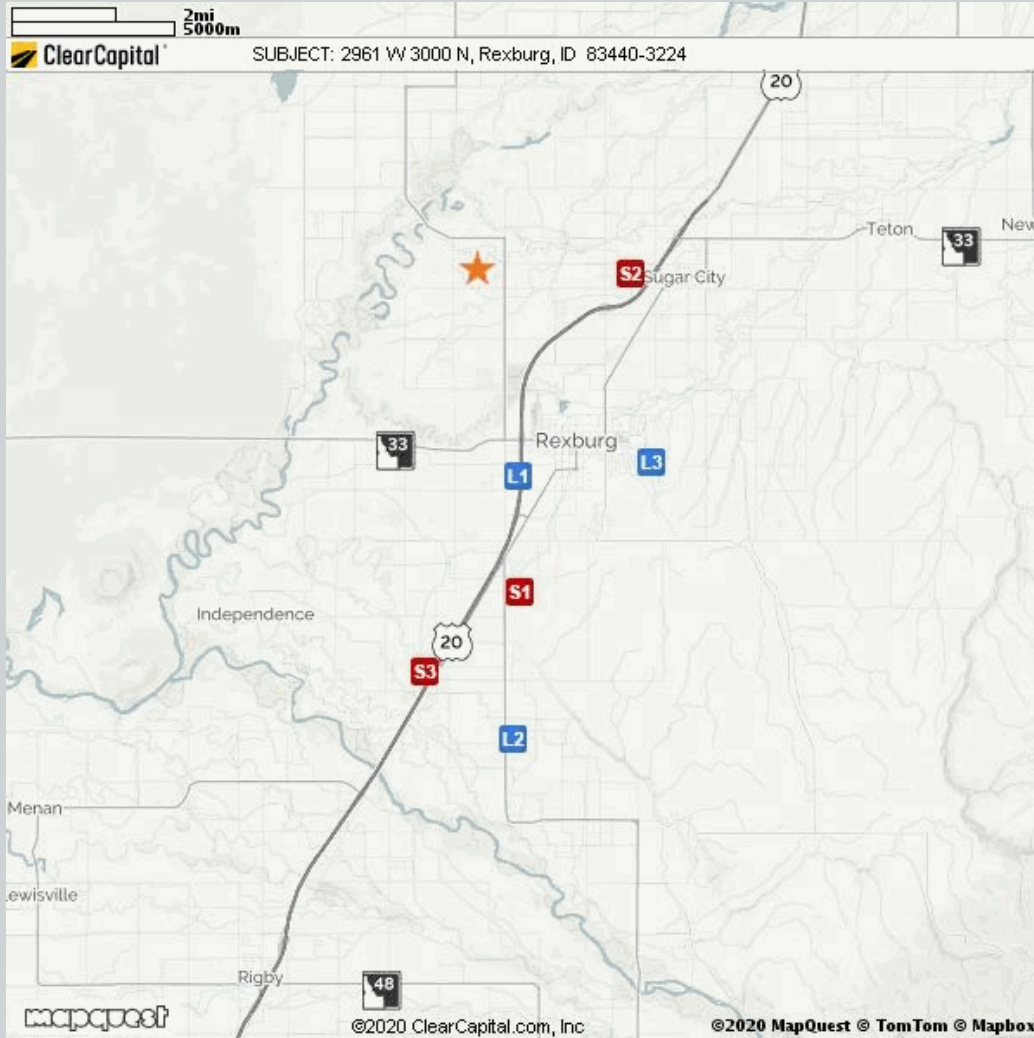 2mi
5000m
ClearCapital
SUBJECT: 2961 W 3000 N, Rexburg, ID 83440-3224
20
Teton
New
33
S2
Sugar City
Rexburg
33
L1
L3
S1
Independence
20
S3
L2
Menan
ewisville
Rigby
48
mapquest
©2020 ClearCapital.com, Inc
©2020 MapQuest © TomTom © Mapbox